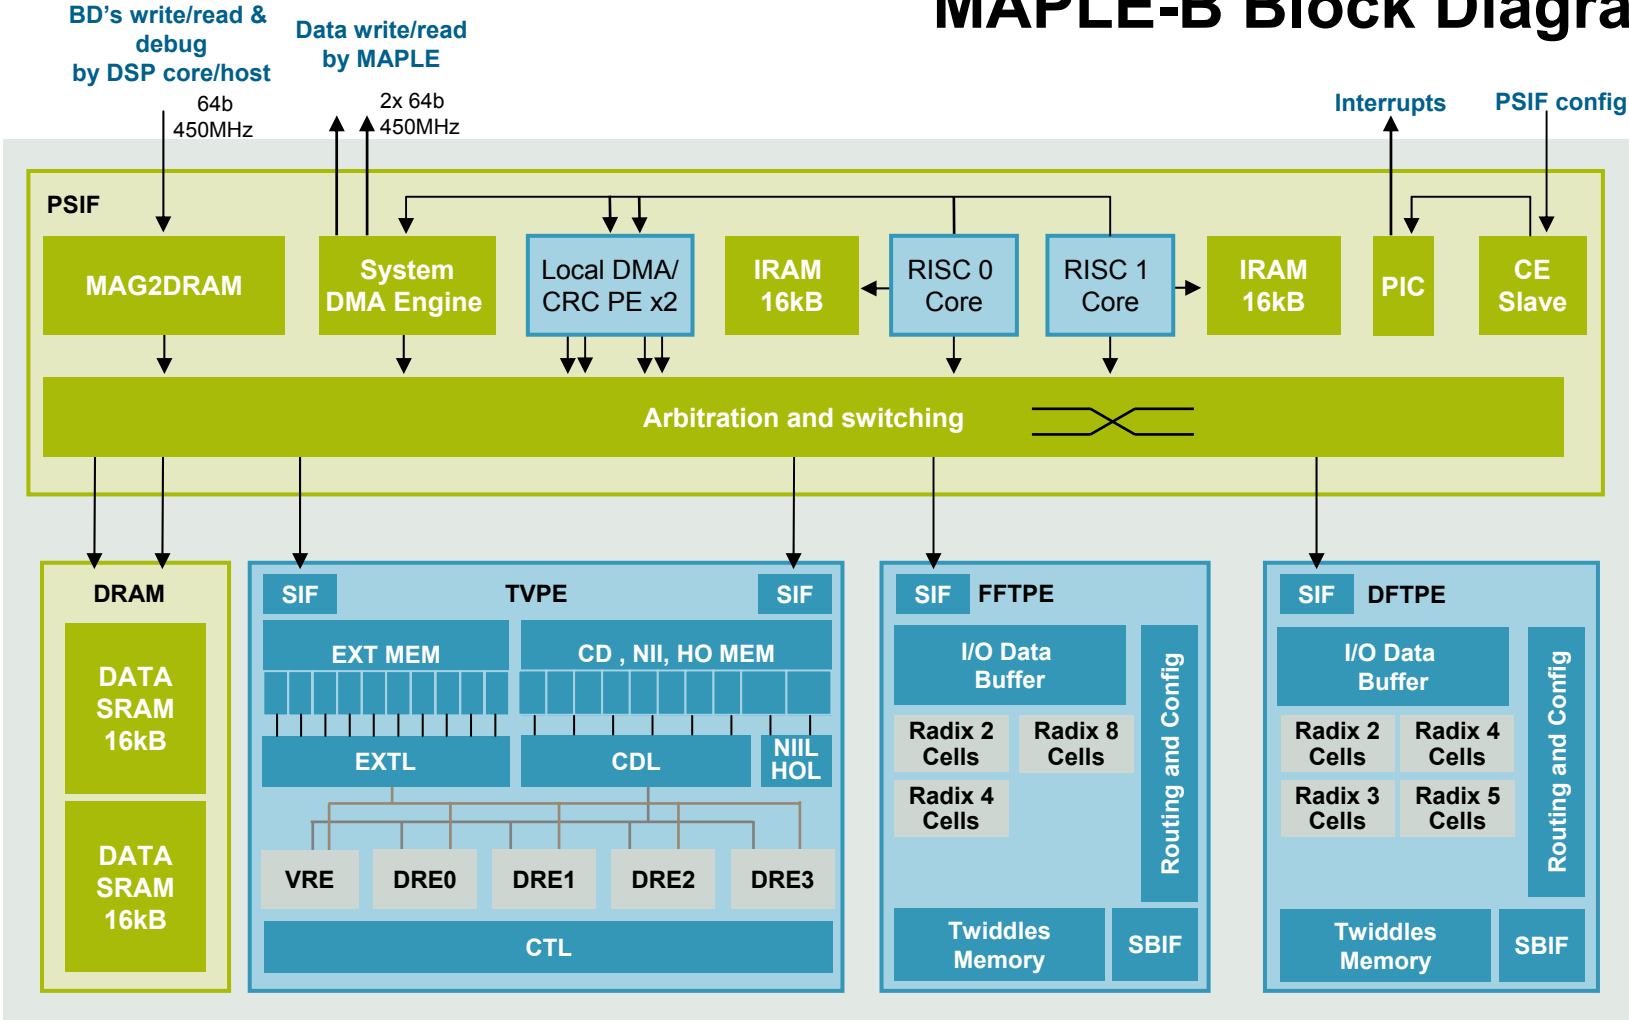 MAPLE-B Block Diagra
BD's write/read &
debug
by DSP core/host
Data write/read
by MAPLE
64b
450MHz
2x 64b
450MHz
Interrupts
PSIF config
PSIF
MAG2DRAM
System
DMA Engine
Local DMA/
CRC PE x2
IRAM
16kB
RISC 0
Core
RISC 1
Core
IRAM
16kB
PIC
CE
Slave
Arbitration and switching
DRAM
DATA
SRAM
16kB
DATA
SRAM
16kB
SIF
TVPE
SIF
EXT MEM
CD , NII, HO MEM
EXTL
CDL
NIIL
HOL
VRE
DRE0
DRE1
DRE2
DRE3
CTL
SIF
FFTPE
I/O Data
Buffer
Radix 2
Cells
Radix 8
Cells
Radix 4
Cells
Routing and Config
Twiddles
Memory
SBIF
SIF
DFTPE
I/O Data
Buffer
Radix 2
Cells
Radix 4
Cells
Radix 3
Cells
Radix 5
Cells
Routing and Config
Twiddles
Memory
SBIF